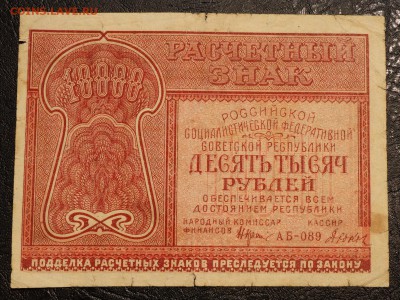 COINS.LAVE.RU
РАСЧЕТНЫЙ
ЗНАК
10000
РОССИЙСКОЙ
СОЦИАЛИСТИЧЕСКОЙ ФЕДЕРАТИВНОЙ
СОВЕТСКОЙ РЕСПУБЛИКИ
ДЕСЯТЬ ТЫСЯЧ
РУБЛЕЙ
ОБЕСПЕЧИВАЕТСЯ ВСЕМ
ДОСТОЯНИЕМ РЕСПУБЛИКИ
НАРОДНЫЙ КОМИССАР КАССИР
ФИНАНСОВ АБ-089
ПОДДЕЛКА РАСЧЕТНЫХ ЗНАКОВ ПРЕСЛЕДУЕТСЯ ПО ЗАКОНУ